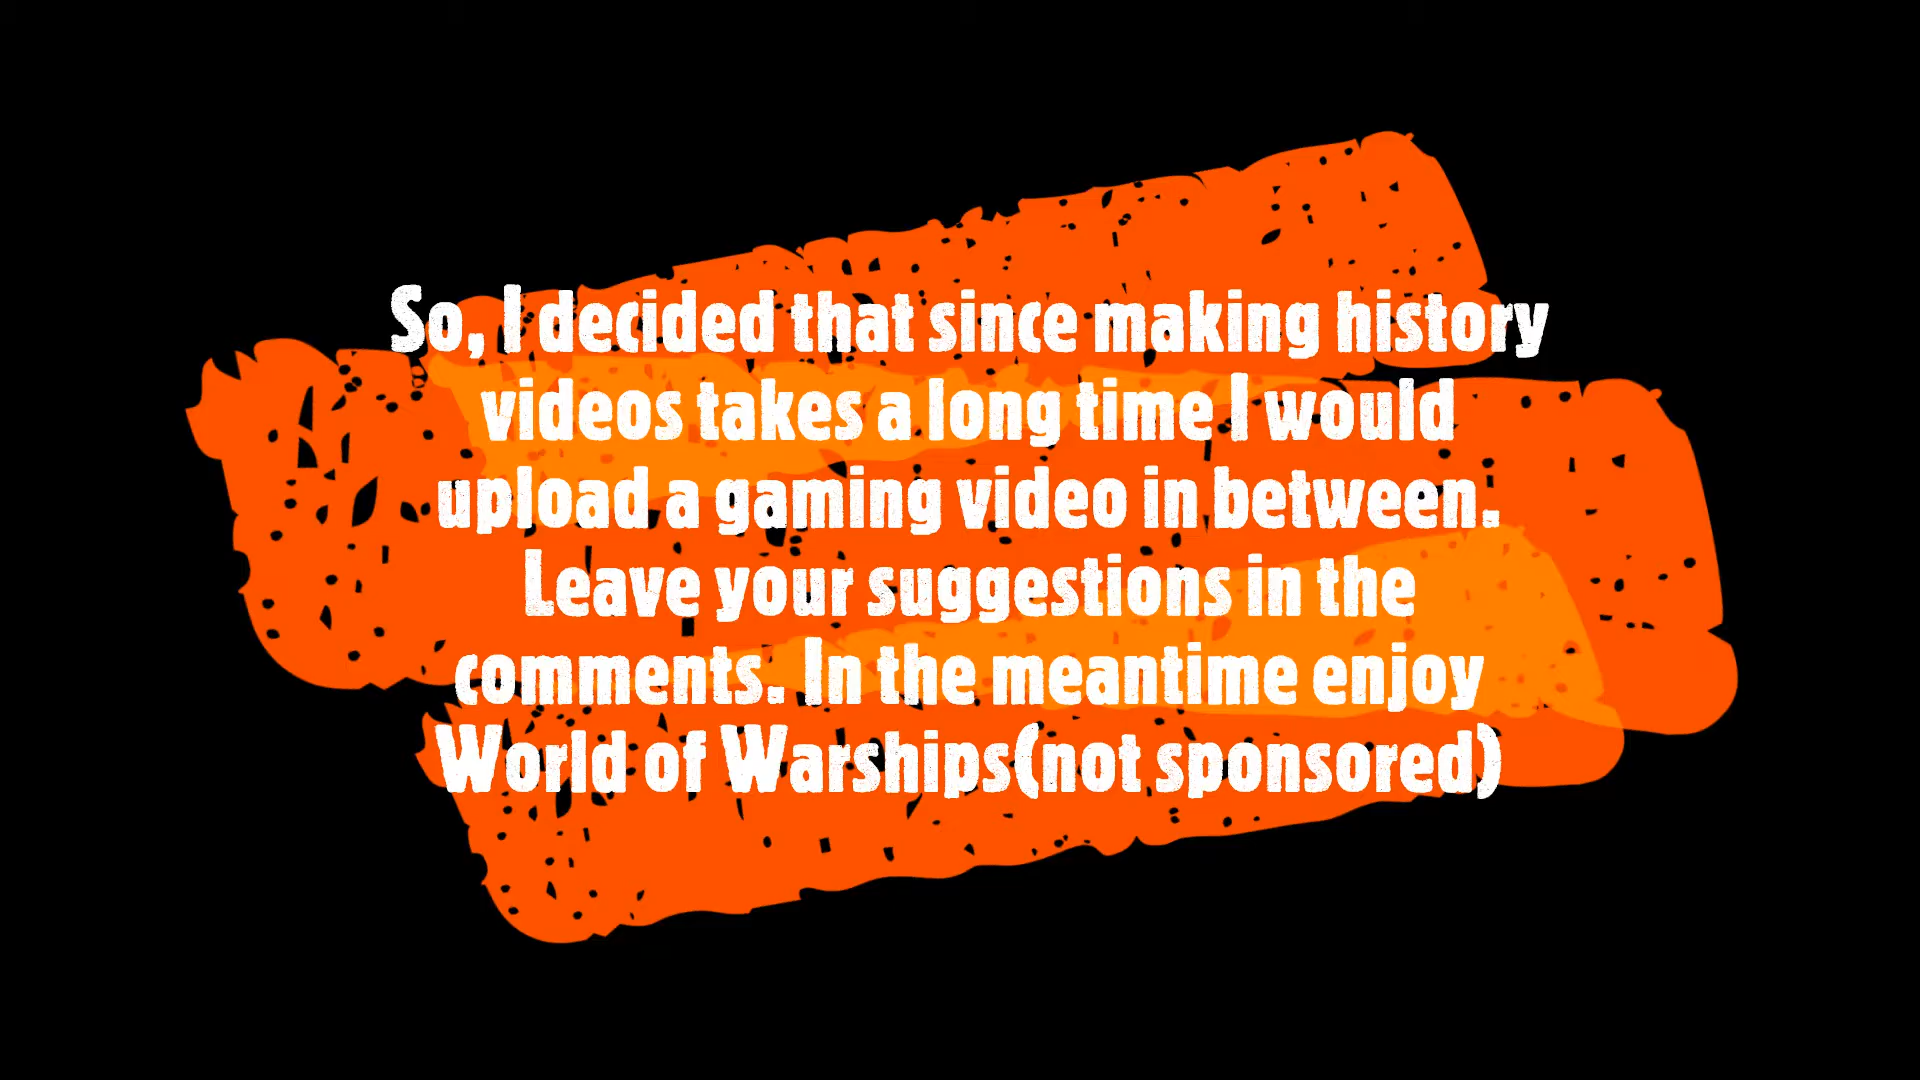 So, I decided that since making history
videos takes a long time I would
upload a gaming video in between.
Leave your suggestions in the
comments. In the meantime enjoy
World of Warships(not sponsored)